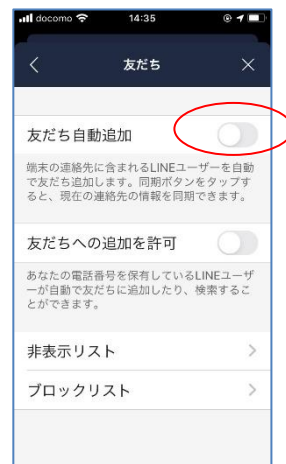 docomo 14:35
友だち
友だち自動追加
端末の連絡先に含まれるLINEユーザーを自動
で友だち追加します。同期ボタンをタップす
ると、現在の連絡先の情報を同期できます。
友だちへの追加を許可
あなたの電話番号を保有しているLINEユーザ
ーが自動で友だちに追加したり、検索するこ
とができます。
非表示リスト
ブロックリスト